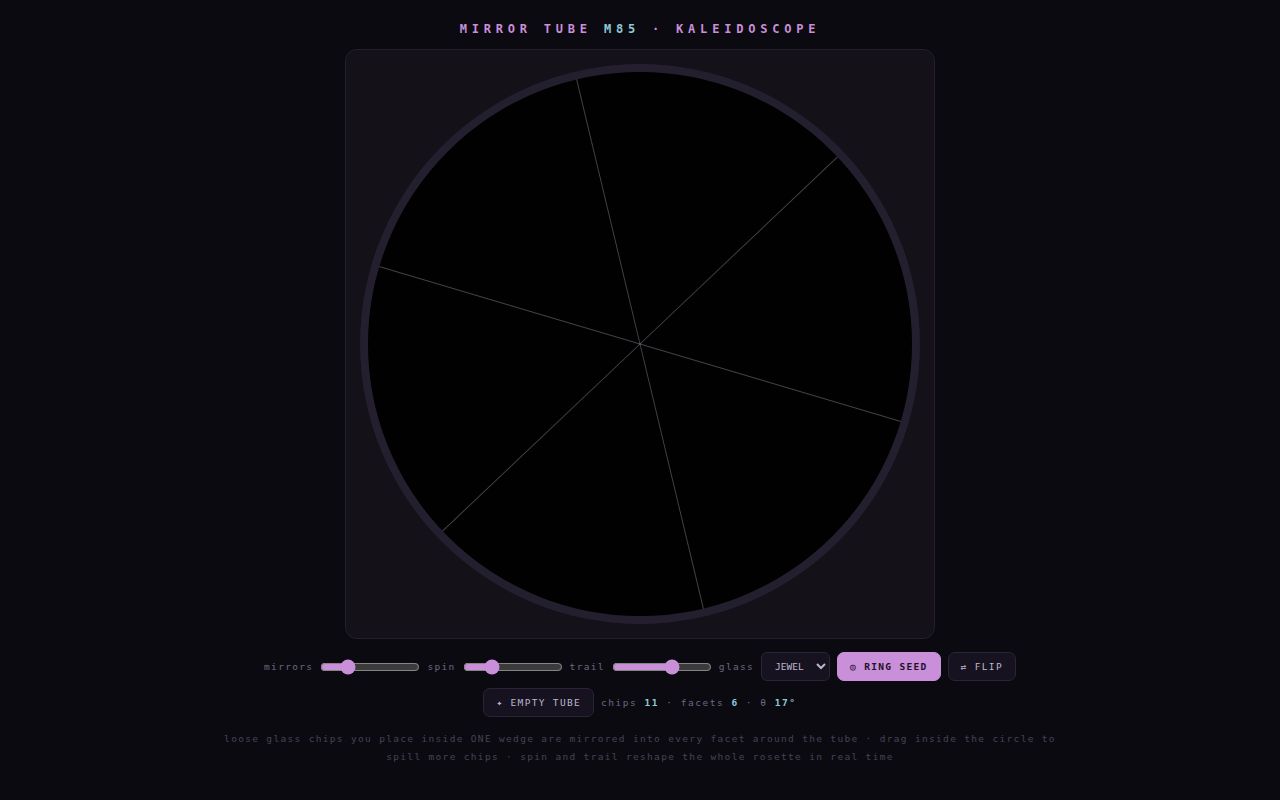 MIRROR TUBE M85 · KALEIDOSCOPE
mirrors spin trail glass JEWEL ◎ RING SEED ⇄ FLIP
✦ EMPTY TUBE chips 11 · facets 6 · θ 17°
loose glass chips you place inside ONE wedge are mirrored into every facet around the tube · drag inside the circle to
spill more chips · spin and trail reshape the whole rosette in real time